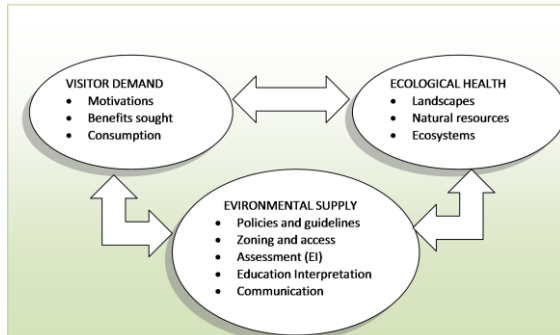 VISITOR DEMAND
• Motivations
• Benefits sought
• Consumption
ECOLOGICAL HEALTH
• Landscapes
• Natural resources
• Ecosystems
EVIRONMENTAL SUPPLY
• Policies and guidelines
• Zoning and access
• Assessment (EI)
• Education Interpretation
• Communication